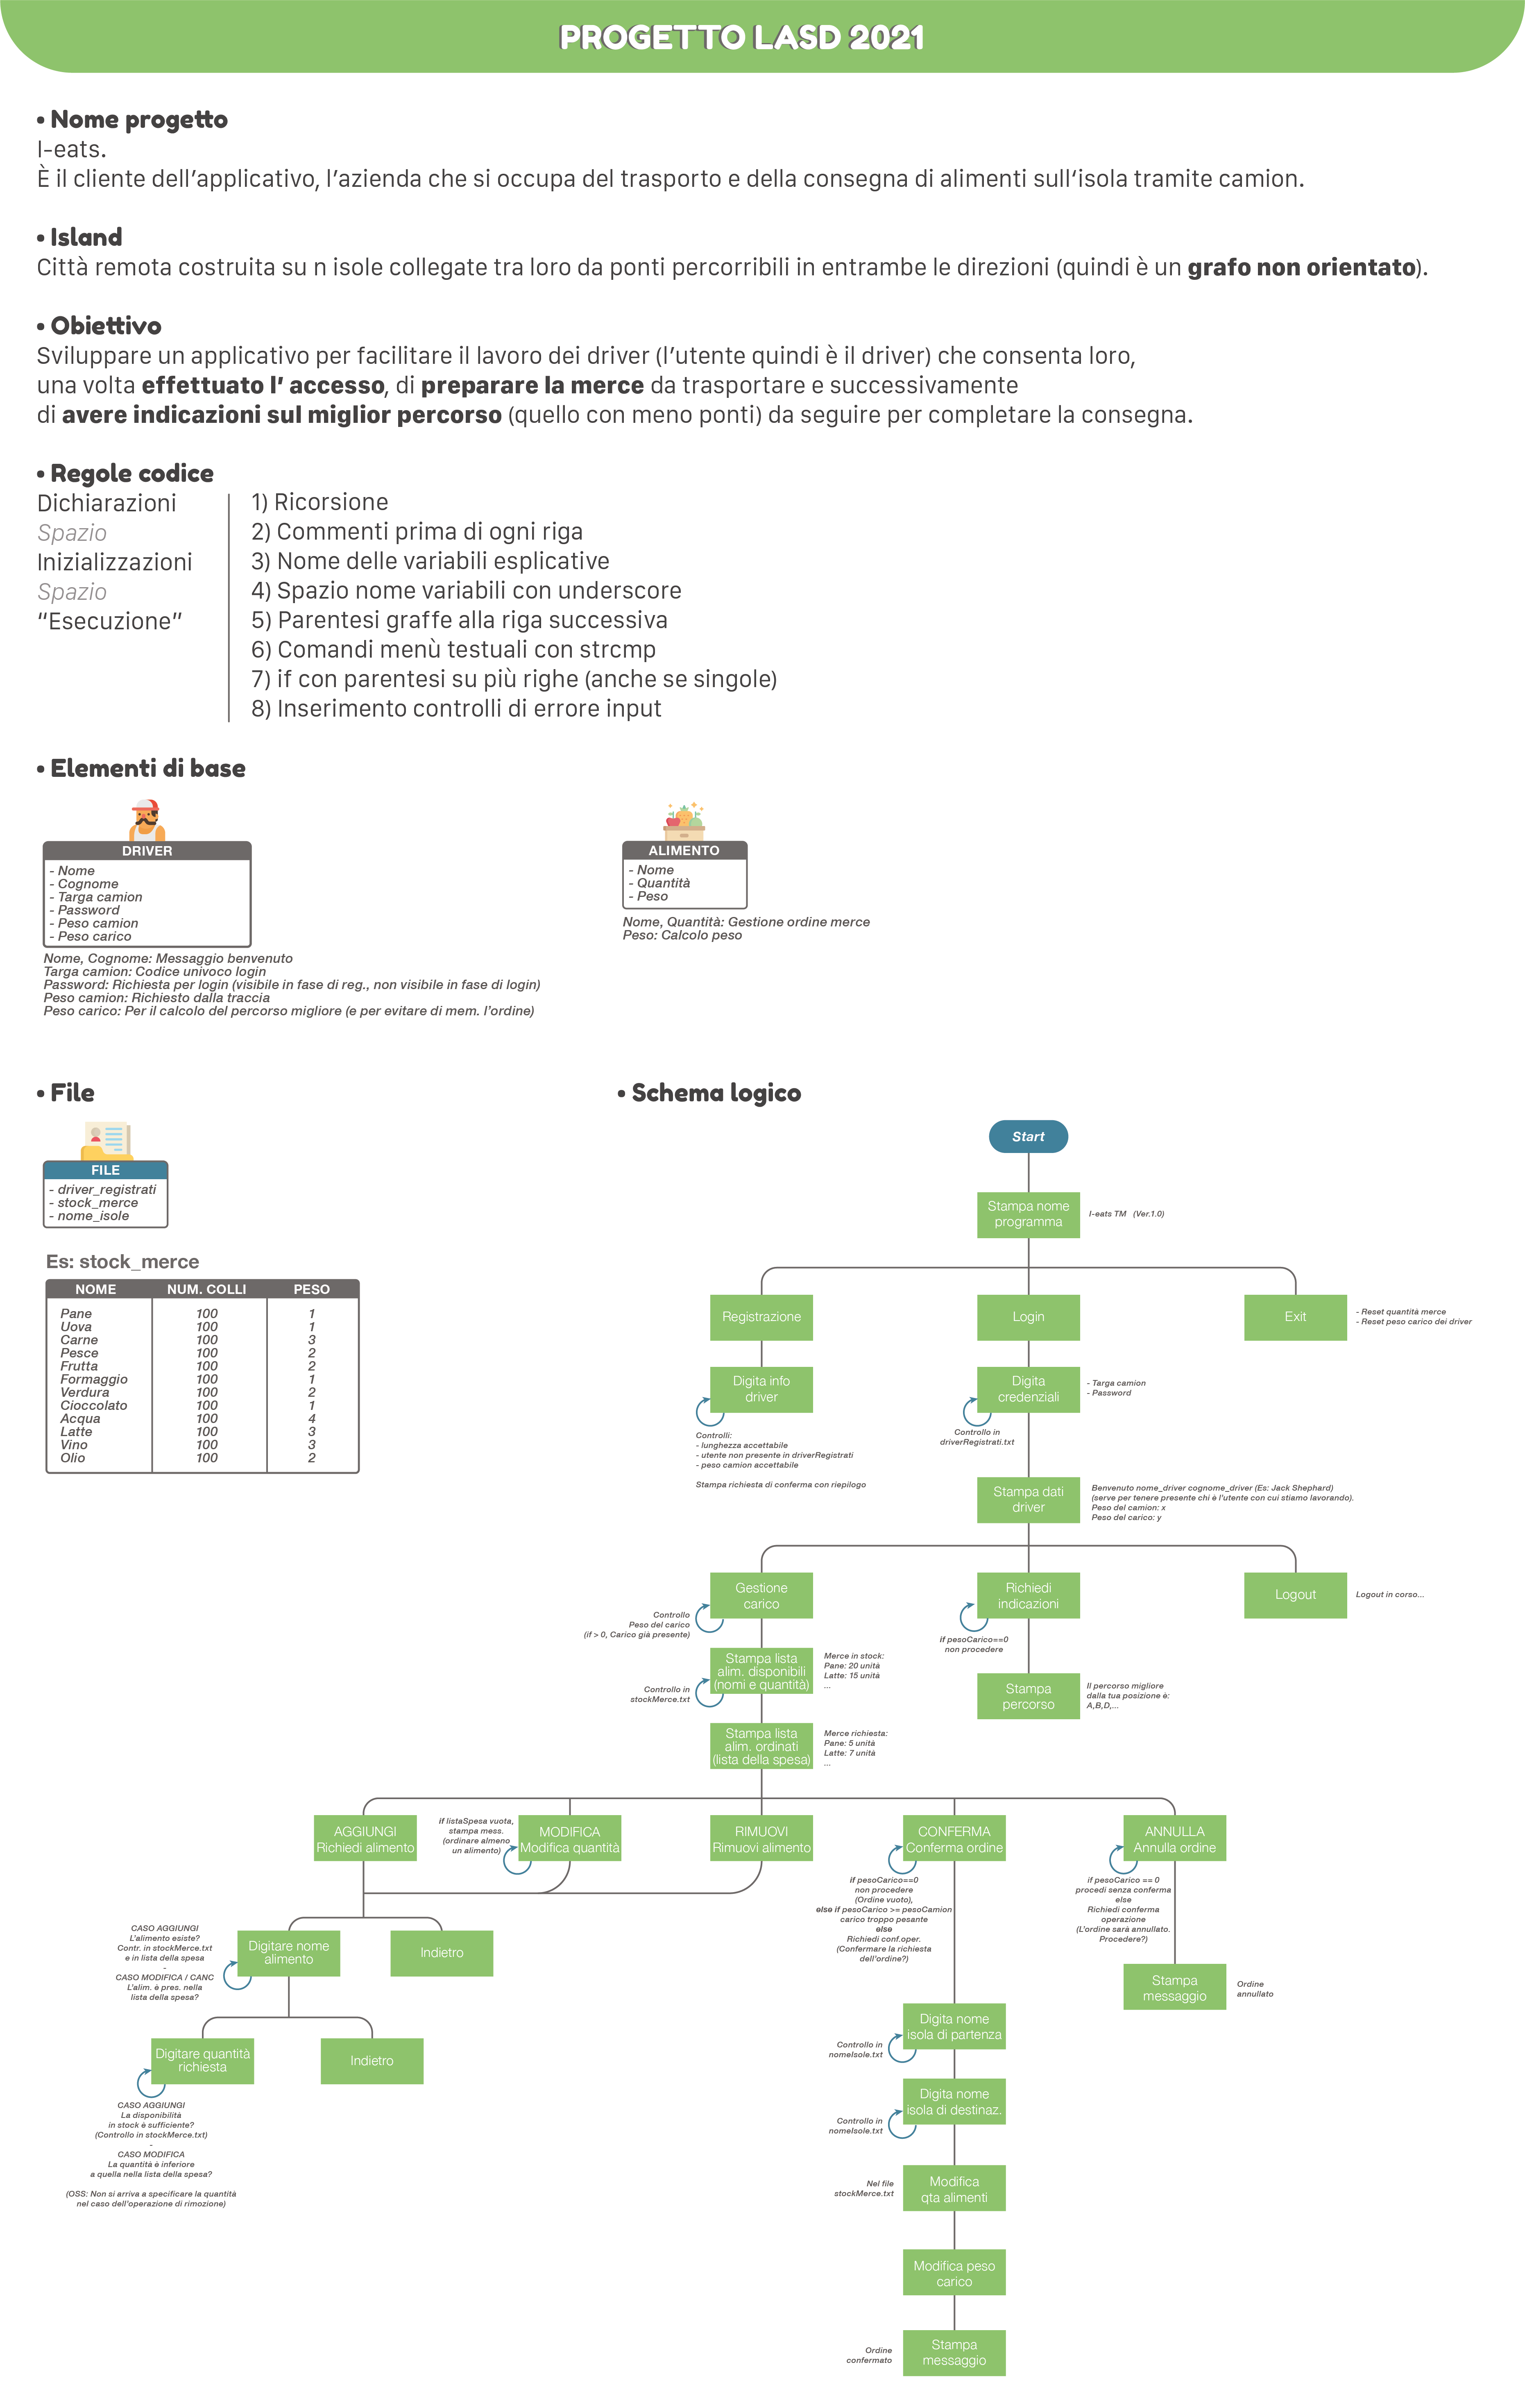 PROGETTO LASD 2021
• Nome progetto
I-eats.
È il cliente dell’applicativo, l’azienda che si occupa del trasporto e della consegna di alimenti sull‘isola tramite camion.
• Island
Città remota costruita su n isole collegate tra loro da ponti percorribili in entrambe le direzioni (quindi è un grafo non orientato).
• Obiettivo
Sviluppare un applicativo per facilitare il lavoro dei driver (l’utente quindi è il driver) che consenta loro,
una volta effettuato l’ accesso, di preparare la merce da trasportare e successivamente
di avere indicazioni sul miglior percorso (quello con meno ponti) da seguire per completare la consegna.
• Regole codice
Dichiarazioni
Spazio
Inizializzazioni
Spazio
“Esecuzione”
1) Ricorsione
2) Commenti prima di ogni riga
3) Nome delle variabili esplicative
4) Spazio nome variabili con underscore
5) Parentesi graffe alla riga successiva
6) Comandi menù testuali con strcmp
7) if con parentesi su più righe (anche se singole)
8) Inserimento controlli di errore input
• Elementi di base
DRIVER
- Nome
- Cognome
- Targa camion
- Password
- Peso camion
- Peso carico
Nome, Cognome: Messaggio benvenuto
Targa camion: Codice univoco login
Password: Richiesta per login (visibile in fase di reg., non visibile in fase di login)
Peso camion: Richiesto dalla traccia
Peso carico: Per il calcolo del percorso migliore (e per evitare di mem. l’ordine)
ALIMENTO
- Nome
- Quantità
- Peso
Nome, Quantità: Gestione ordine merce
Peso: Calcolo peso
• File
FILE
- driver_registrati
- stock_merce
- nome_isole
Es: stock_merce
NOME NUM. COLLI PESO
Pane 100 1
Uova 100 1
Carne 100 3
Pesce 100 2
Frutta 100 2
Formaggio 100 1
Verdura 100 2
Cioccolato 100 1
Acqua 100 4
Latte 100 3
Vino 100 3
Olio 100 2
• Schema logico
Start
Stampa nome
programma
I-eats TM (Ver.1.0)
Registrazione
Login
Exit
- Reset quantità merce
- Reset peso carico dei driver
Digita info
driver
Controlli:
- lunghezza accettabile
- utente non presente in driverRegistrati
- peso camion accettabile
Stampa richiesta di conferma con riepilogo
Digita
credenziali
- Targa camion
- Password
Controllo in
driverRegistrati.txt
Stampa dati
driver
Benvenuto nome_driver cognome_driver (Es: Jack Shephard)
(serve per tenere presente chi è l’utente con cui stiamo lavorando).
Peso del camion: x
Peso del carico: y
Gestione
carico
Controllo
Peso del carico
(if > 0, Carico già presente)
Richiedi
indicazioni
if pesoCarico==0
non procedere
Logout
Logout in corso...
Stampa lista
alim. disponibili
(nomi e quantità)
Controllo in
stockMerce.txt
Merce in stock:
Pane: 20 unità
Latte: 15 unità
...
Stampa
percorso
Il percorso migliore
dalla tua posizione è:
A,B,D,...
Stampa lista
alim. ordinati
(lista della spesa)
Merce richiesta:
Pane: 5 unità
Latte: 7 unità
...
AGGIUNGI
Richiedi alimento
if listaSpesa vuota,
stampa mess.
(ordinare almeno
un alimento)
MODIFICA
Modifica quantità
RIMUOVI
Rimuovi alimento
CONFERMA
Conferma ordine
if pesoCarico==0
non procedere
(Ordine vuoto),
else if pesoCarico >= pesoCamion
carico troppo pesante
else
Richiedi conf.oper.
(Confermare la richiesta
dell’ordine?)
ANNULLA
Annulla ordine
if pesoCarico == 0
procedi senza conferma
else
Richiedi conferma
operazione
(L’ordine sarà annullato.
Procedere?)
CASO AGGIUNGI
L’alimento esiste?
Contr. in stockMerce.txt
e in lista della spesa
-
CASO MODIFICA / CANC
L’alim. è pres. nella
lista della spesa?
Digitare nome
alimento
Indietro
Stampa
messaggio
Ordine
annullato
Digitare quantità
richiesta
Indietro
CASO AGGIUNGI
La disponibilità
in stock è sufficiente?
(Controllo in stockMerce.txt)
-
CASO MODIFICA
La quantità è inferiore
a quella nella lista della spesa?
(OSS: Non si arriva a specificare la quantità
nel caso dell’operazione di rimozione)
Digita nome
isola di partenza
Controllo in
nomeIsole.txt
Digita nome
isola di destinaz.
Controllo in
nomeIsole.txt
Modifica
qta alimenti
Nel file
stockMerce.txt
Modifica peso
carico
Stampa
messaggio
Ordine
confermato